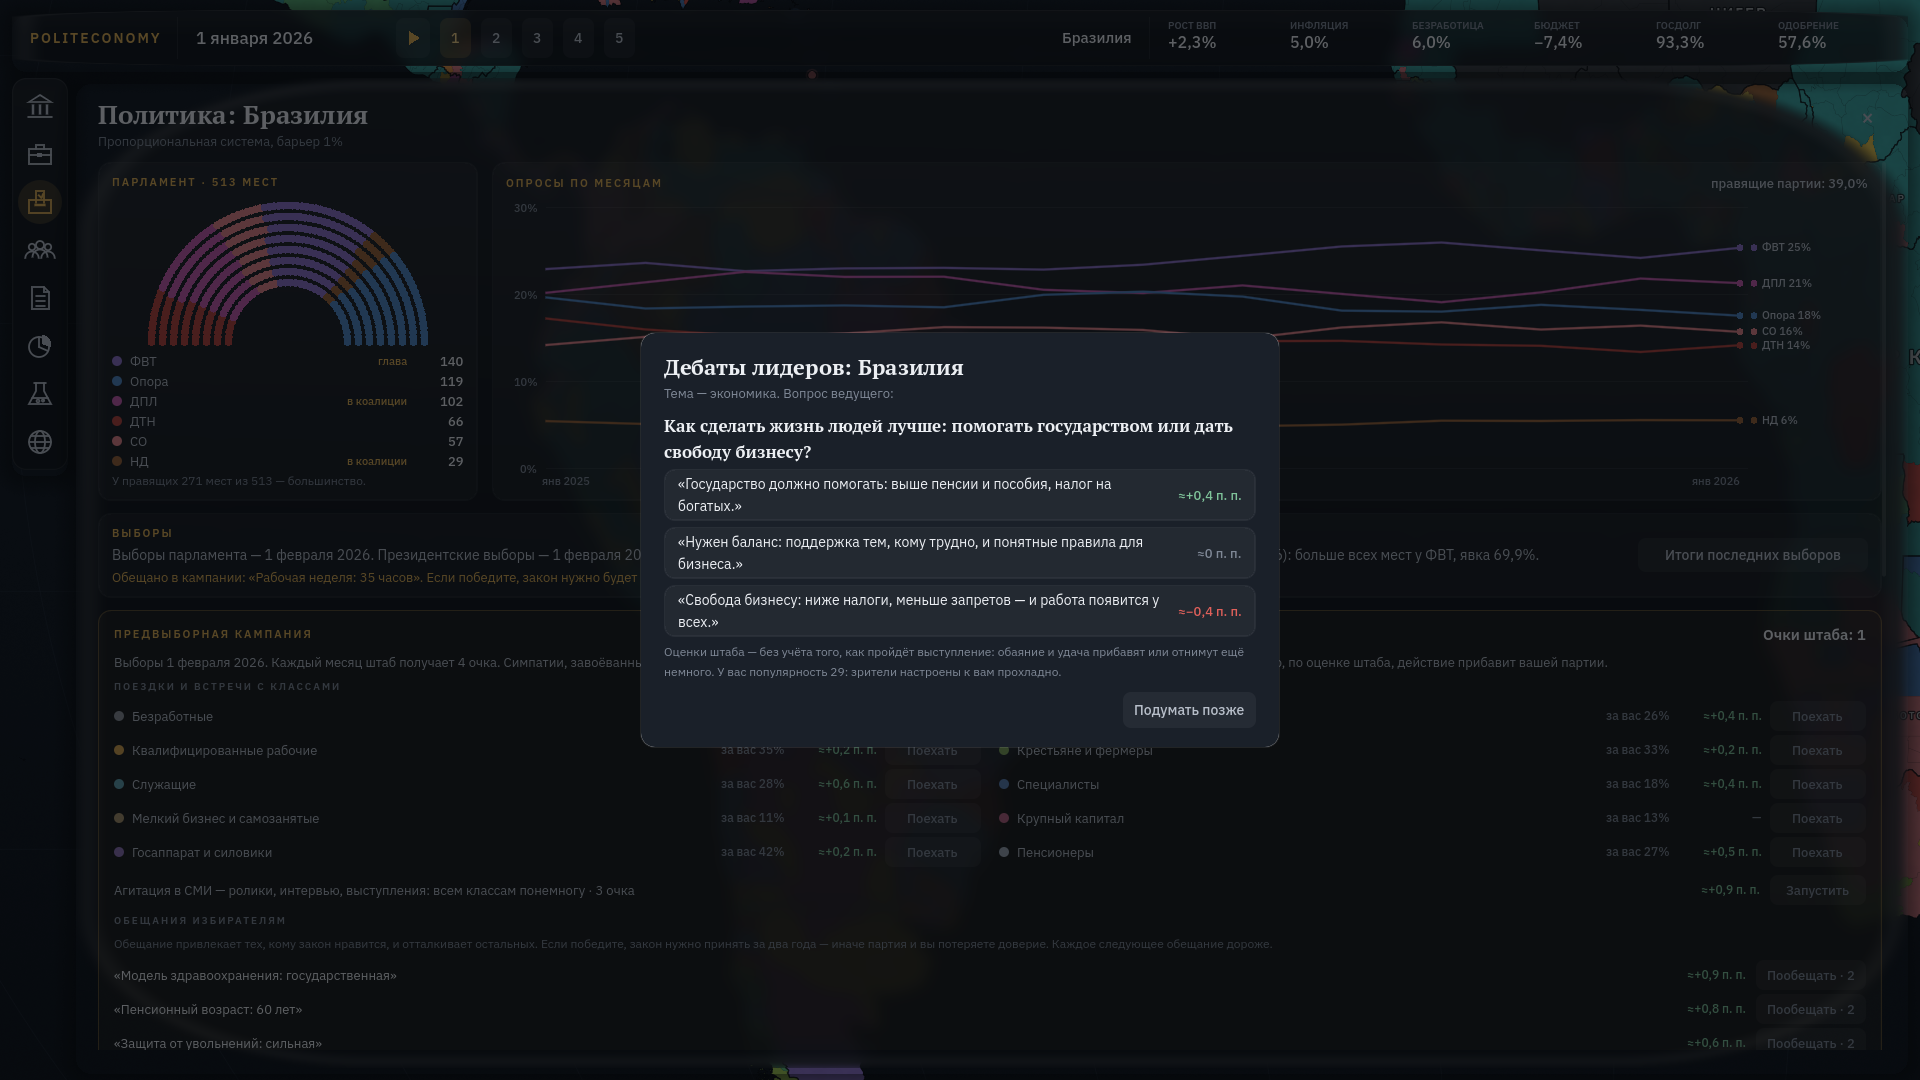 POLITECONOMY
1 января 2026
1 2 3 4 5
Бразилия
РОСТ ВВП
+2,3%
ИНФЛЯЦИЯ
5,0%
БЕЗРАБОТИЦА
6,0%
БЮДЖЕТ
−7,4%
ГОСДОЛГ
93,3%
ОДОБРЕНИЕ
57,6%
Политика: Бразилия
Пропорциональная система, барьер 1%
×
ПАРЛАМЕНТ · 513 МЕСТ
ФВТ глава 140
Опора 119
ДПЛ в коалиции 102
ДТН 66
СО 57
НД в коалиции 29
У правящих 271 мест из 513 — большинство.
ОПРОСЫ ПО МЕСЯЦАМ
правящие партии: 39,0%
30%
20%
10%
0%
янв 2025
янв 2026
ФВТ 25%
ДПЛ 21%
Опора 18%
СО 16%
ДТН 14%
НД 6%
ВЫБОРЫ
Выборы парламента — 1 февраля 2026. Президентские выборы — 1 февраля 20
): больше всех мест у ФВТ, явка 69,9%.
Обещано в кампании: «Рабочая неделя: 35 часов». Если победите, закон нужно будет
Итоги последних выборов
Дебаты лидеров: Бразилия
Тема — экономика. Вопрос ведущего:
Как сделать жизнь людей лучше: помогать государством или дать
свободу бизнесу?
«Государство должно помогать: выше пенсии и пособия, налог на
богатых.»
≈+0,4 п. п.
«Нужен баланс: поддержка тем, кому трудно, и понятные правила для
бизнеса.»
≈0 п. п.
«Свобода бизнесу: ниже налоги, меньше запретов — и работа появится у
всех.»
≈−0,4 п. п.
Оценки штаба — без учёта того, как пройдёт выступление: обаяние и удача прибавят или отнимут ещё
немного. У вас популярность 29: зрители настроены к вам прохладно.
Подумать позже
ПРЕДВЫБОРНАЯ КАМПАНИЯ
Очки штаба: 1
Выборы 1 февраля 2026. Каждый месяц штаб получает 4 очка. Симпатии, завоёванн
, по оценке штаба, действие прибавит вашей партии.
ПОЕЗДКИ И ВСТРЕЧИ С КЛАССАМИ
Безработные
за вас 26% ≈+0,4 п. п. Поехать
Квалифицированные рабочие за вас 35% ≈+0,2 п. п. Поехать
Крестьяне и фермеры за вас 33% ≈+0,2 п. п. Поехать
Служащие за вас 28% ≈+0,6 п. п. Поехать
Специалисты за вас 18% ≈+0,4 п. п. Поехать
Мелкий бизнес и самозанятые за вас 11% ≈+0,1 п. п. Поехать
Крупный капитал за вас 13% — Поехать
Госаппарат и силовики за вас 42% ≈+0,2 п. п. Поехать
Пенсионеры за вас 27% ≈+0,5 п. п. Поехать
Агитация в СМИ — ролики, интервью, выступления: всем классам понемногу · 3 очка
≈+0,9 п. п. Запустить
ОБЕЩАНИЯ ИЗБИРАТЕЛЯМ
Обещание привлекает тех, кому закон нравится, и отталкивает остальных. Если победите, закон нужно принять за два года — иначе партия и вы потеряете доверие. Каждое следующее обещание дороже.
«Модель здравоохранения: государственная» ≈+0,9 п. п. Пообещать · 2
«Пенсионный возраст: 60 лет» ≈+0,8 п. п. Пообещать · 2
«Защита от увольнений: сильная» ≈+0,6 п. п. Пообещать · 2